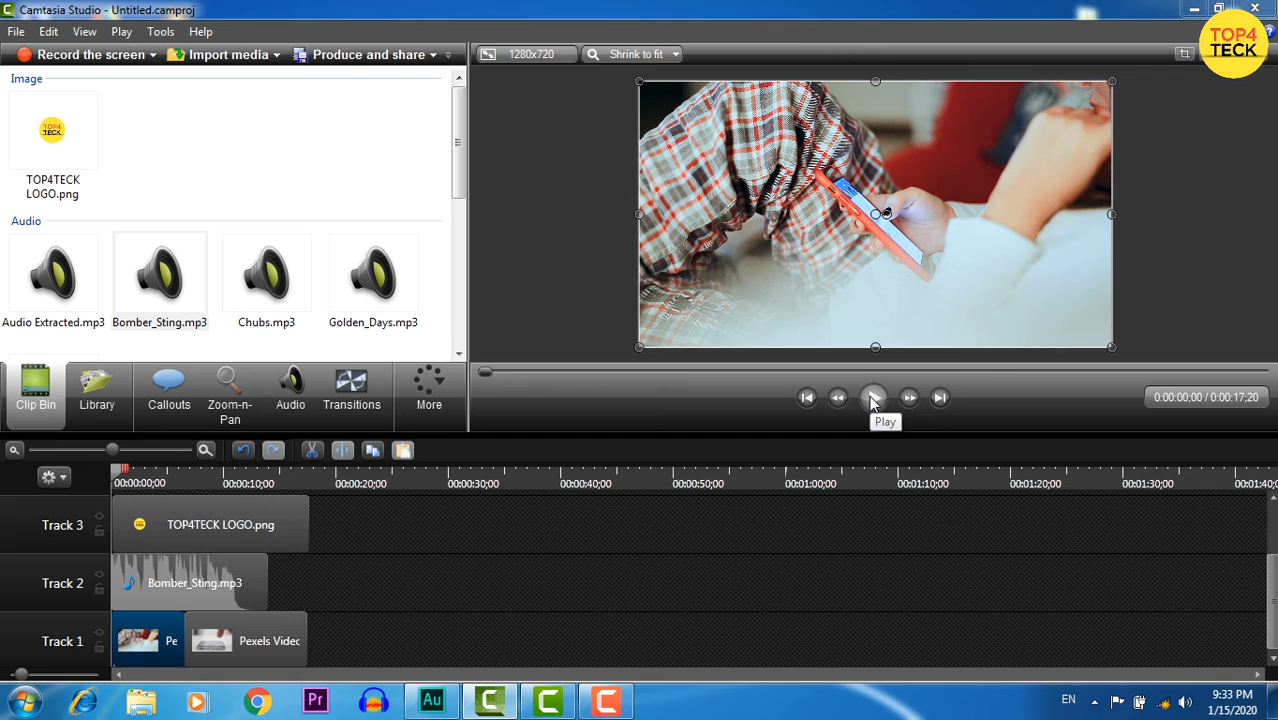 Camtasia Studio - Untitled.camproj
File Edit View Play Tools Help
Record the screen Import media Produce and share
1280x720 Shrink to fit
TOP4
TECK
Image
TOP4
TECK
TOP4TECK
LOGO.png
Audio
Audio Extracted.mp3 Bomber_Sting.mp3 Chubs.mp3 Golden_Days.mp3
Clip Bin Library Callouts Zoom-n-
Pan Audio Transitions More
0:00:00;00 / 0:00:17;20
Play
00:00:00;00 00:00:10;00 00:00:20;00 00:00:30;00 00:00:40;00 00:00:50;00 00:01:00;00 00:01:10;00 00:01:20;00 00:01:30;00 00:01:40;0
Track 3 TOP4TECK LOGO.png
Track 2 Bomber_Sting.mp3
Track 1 Pe Pexels Videc
Pr Au
EN
9:33 PM
1/15/2020